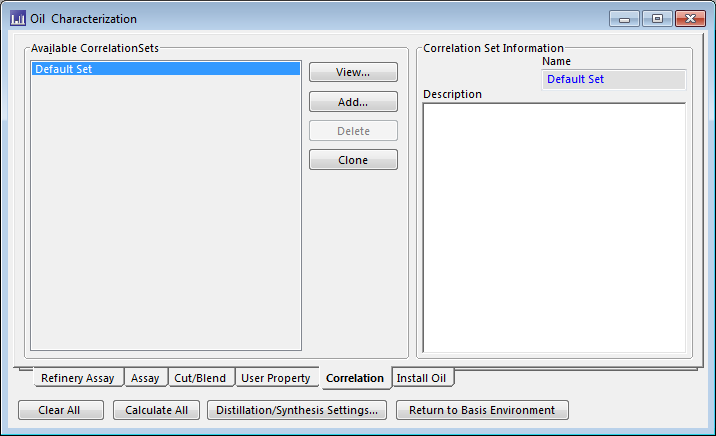 Oil Characterization
Available CorrelationSets
Default Set
View...
Add...
Delete
Clone
Correlation Set Information
Name
Default Set
Description
Refinery Assay
Assay
Cut/Blend
User Property
Correlation
Install Oil
Clear All
Calculate All
Distillation/Synthesis Settings...
Return to Basis Environment